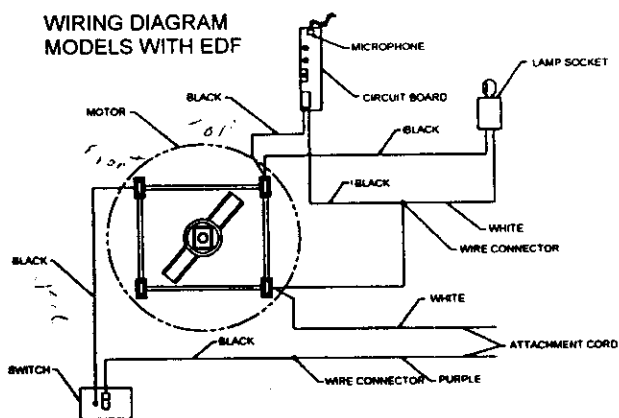 WIRING DIAGRAM
MODELS WITH EDF
MICROPHONE
LAMP SOCKET
CIRCUIT BOARD
BLACK
MOTOR
BLACK
BLACK
WHITE
WIRE CONNECTOR
BLACK
WHITE
ATTACHMENT CORD
BLACK
SWITCH
WIRE CONNECTOR
PURPLE